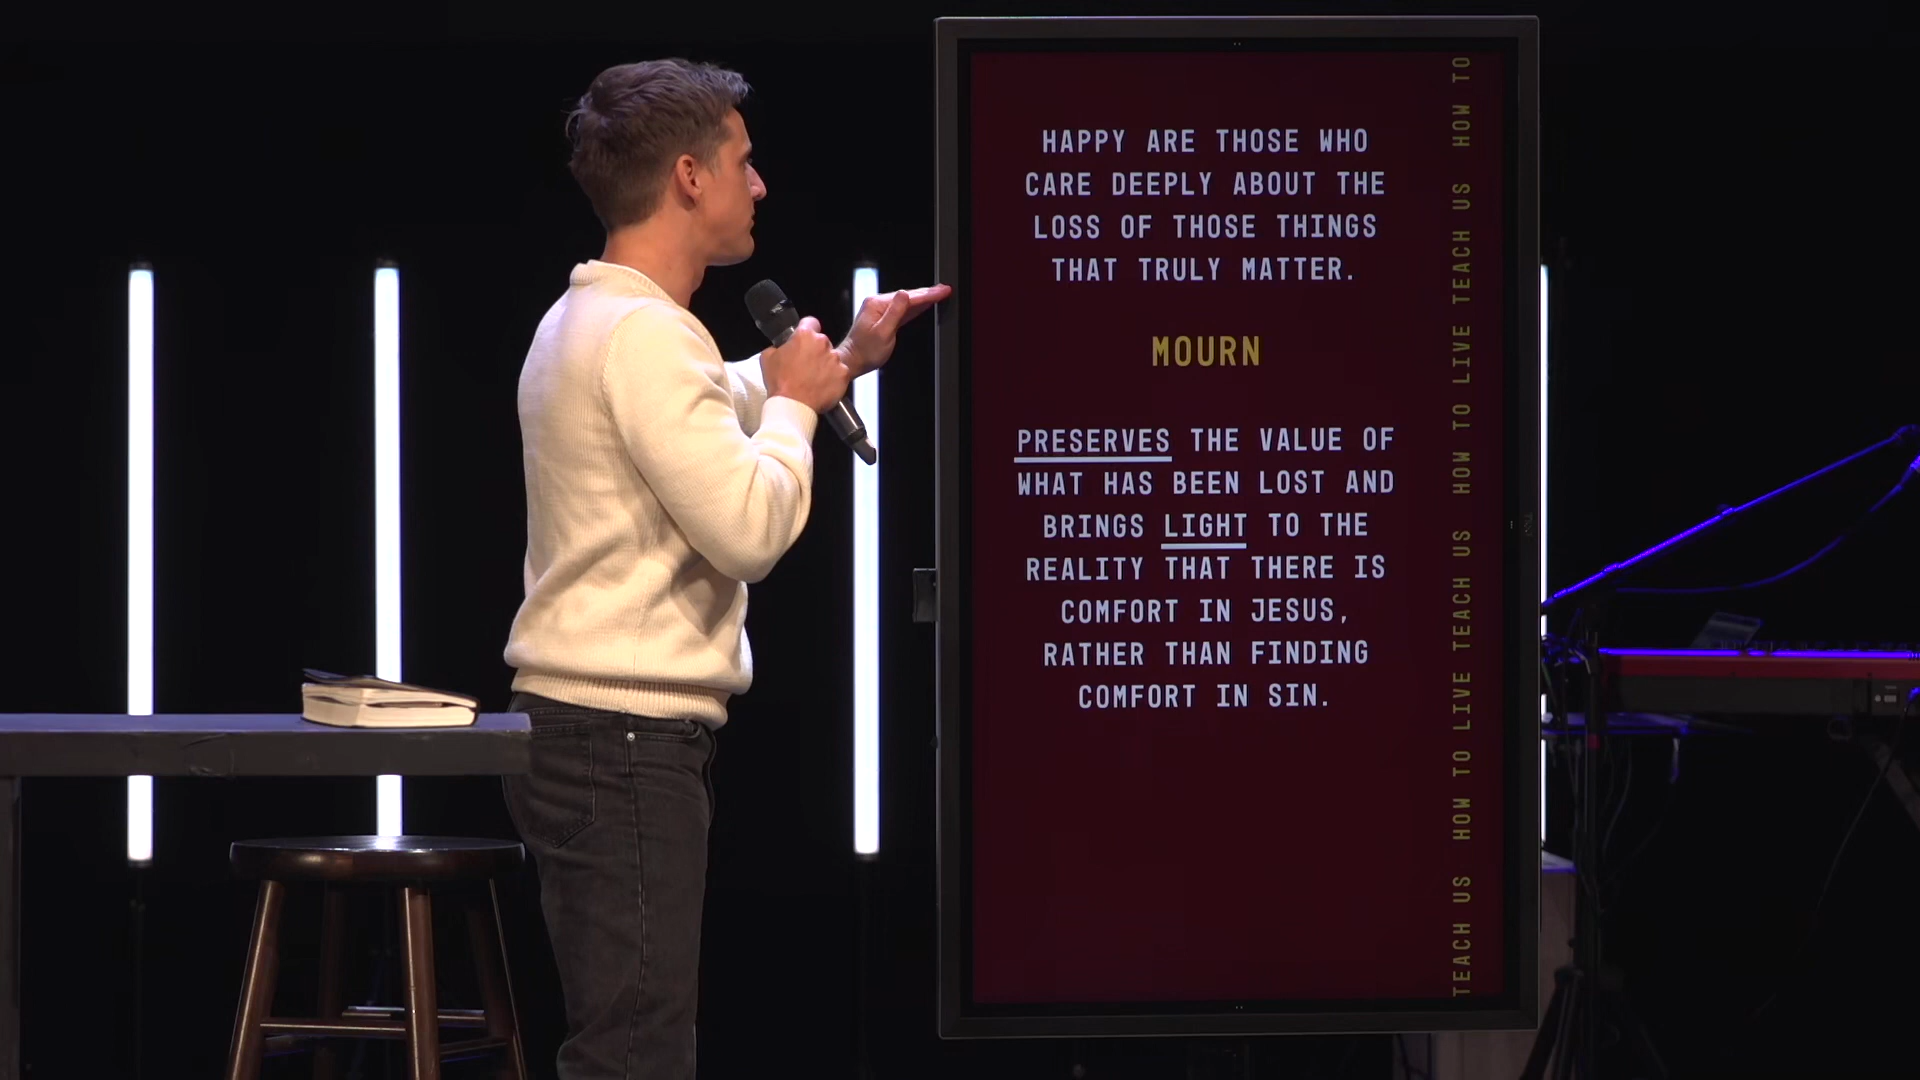 HAPPY ARE THOSE WHO
CARE DEEPLY ABOUT THE
LOSS OF THOSE THINGS
THAT TRULY MATTER.
MOURN
PRESERVES THE VALUE OF
WHAT HAS BEEN LOST AND
BRINGS LIGHT TO THE
REALITY THAT THERE IS
COMFORT IN JESUS,
RATHER THAN FINDING
COMFORT IN SIN.
TEACH US HOW TO LIVE TEACH US HOW TO LIVE TEACH US HOW TO